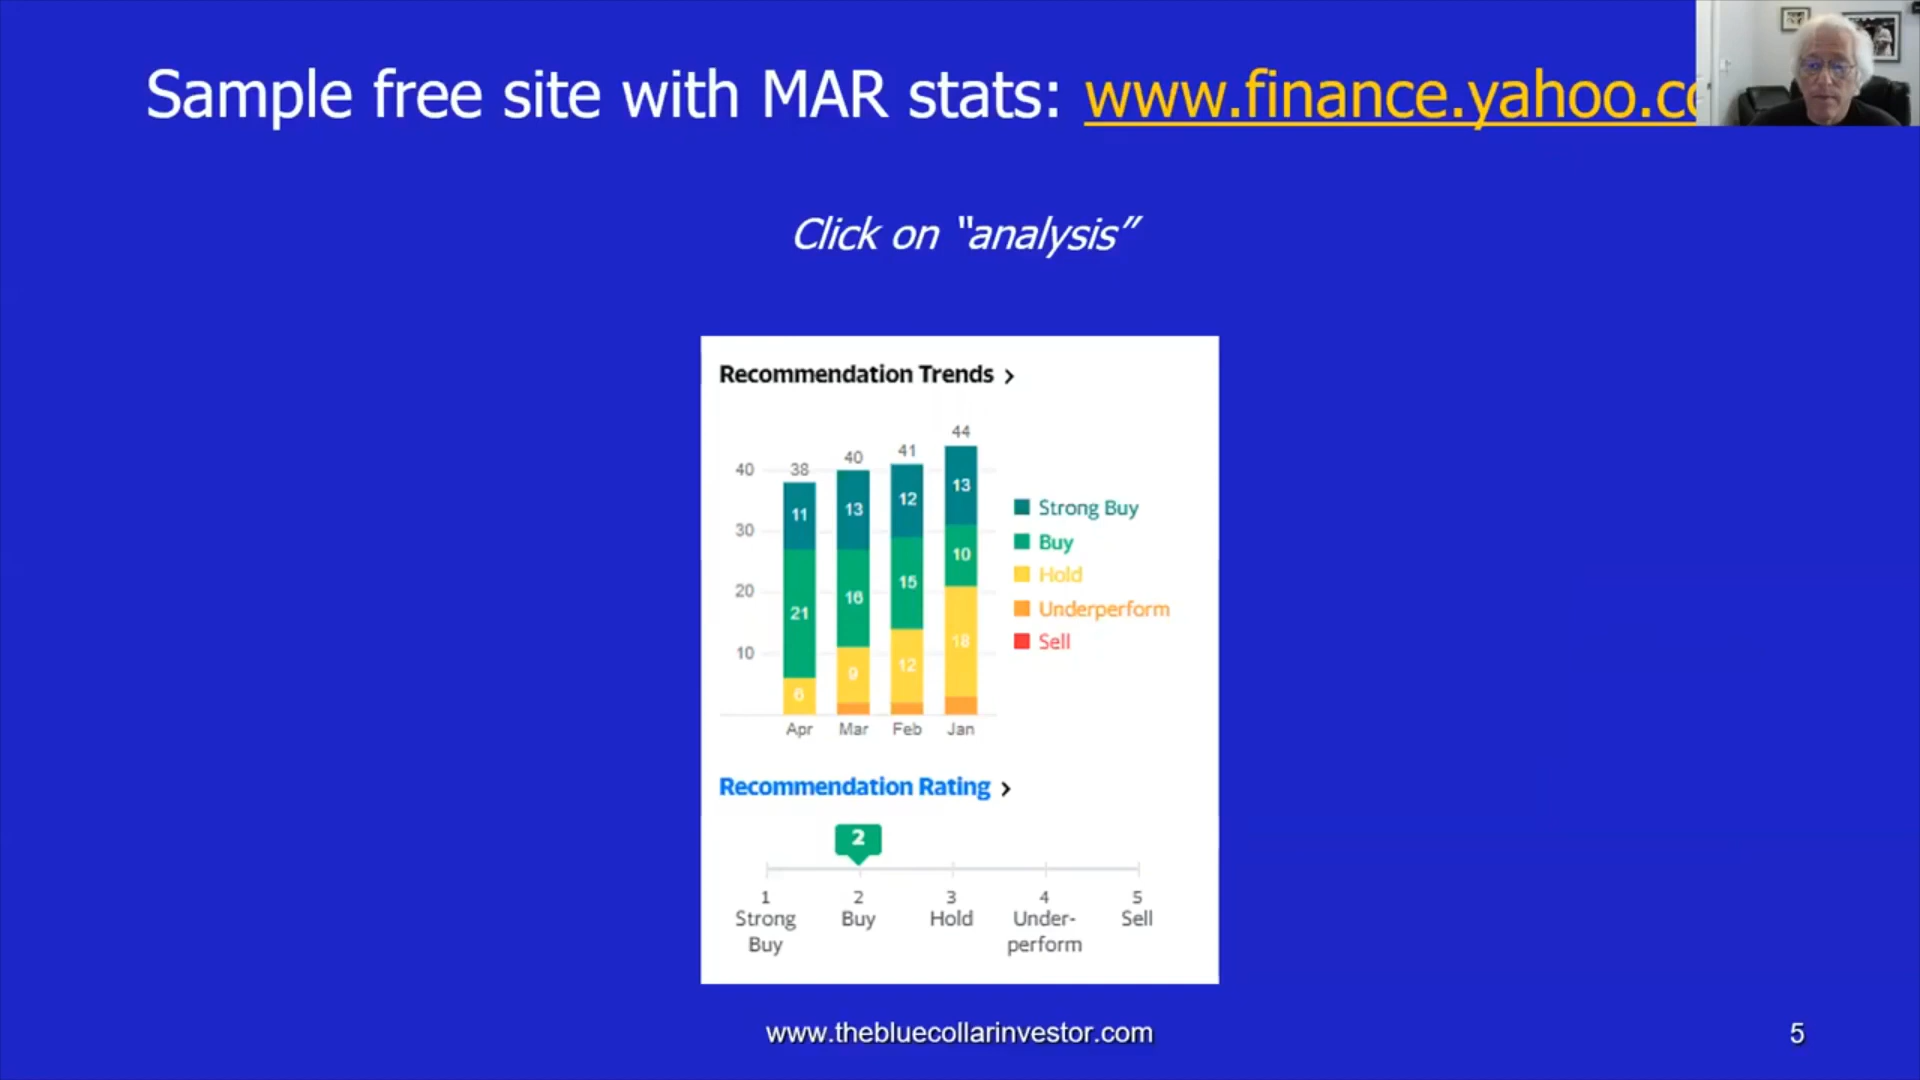 Sample free site with MAR stats: www.finance.yahoo.co
Click on “analysis”
Recommendation Trends >
44
41
40
38
40
30
20
10
11
13
12
13
21
16
15
10
6
9
12
18
Apr Mar Feb Jan
Strong Buy
Buy
Hold
Underperform
Sell
Recommendation Rating >
2
1 2 3 4 5
Strong Buy Hold Under- Sell
Buy perform
www.thebluecollarinvestor.com
5